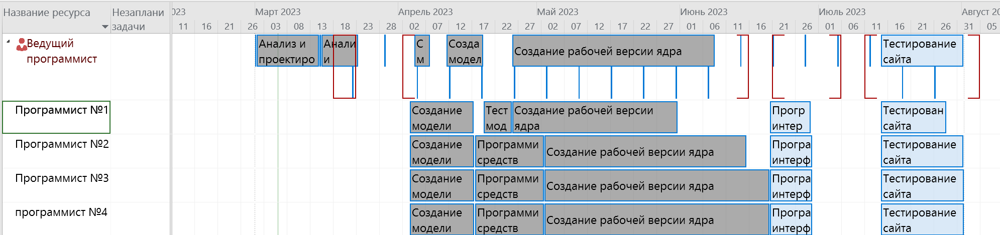 Название ресурса
Незаплани
задачи
023
Март 2023
Апрель 2023
Май 2023
Июнь 2023
Июль 2023
Август 20
11 16 21 26 03 08 13 18 23 28 02 07 12 17 22 27 02 07 12 17 22 27 01 06 11 16 21 26 01 06 11 16 21 26 31 05
Ведущий
программист
Анализ и
проектиро
Анали
и
С
м
Созда
модел
Создание рабочей версии ядра
Тестирование
сайта
Программист №1
Создание
модели
Тест
мод
Создание рабочей версии
ядра
Прогр
интер
Тестирован
сайта
Программист №2
Создание
модели
Программи
средств
Создание рабочей версии ядра
Програ
интерф
Тестирование
сайта
Программист №3
Создание
модели
Программи
средств
Создание рабочей версии ядра
Програ
интерф
Тестирование
сайта
программист №4
Создание
модели
Программи
средств
Создание рабочей версии ядра
Програ
интерф
Тестирование
сайта